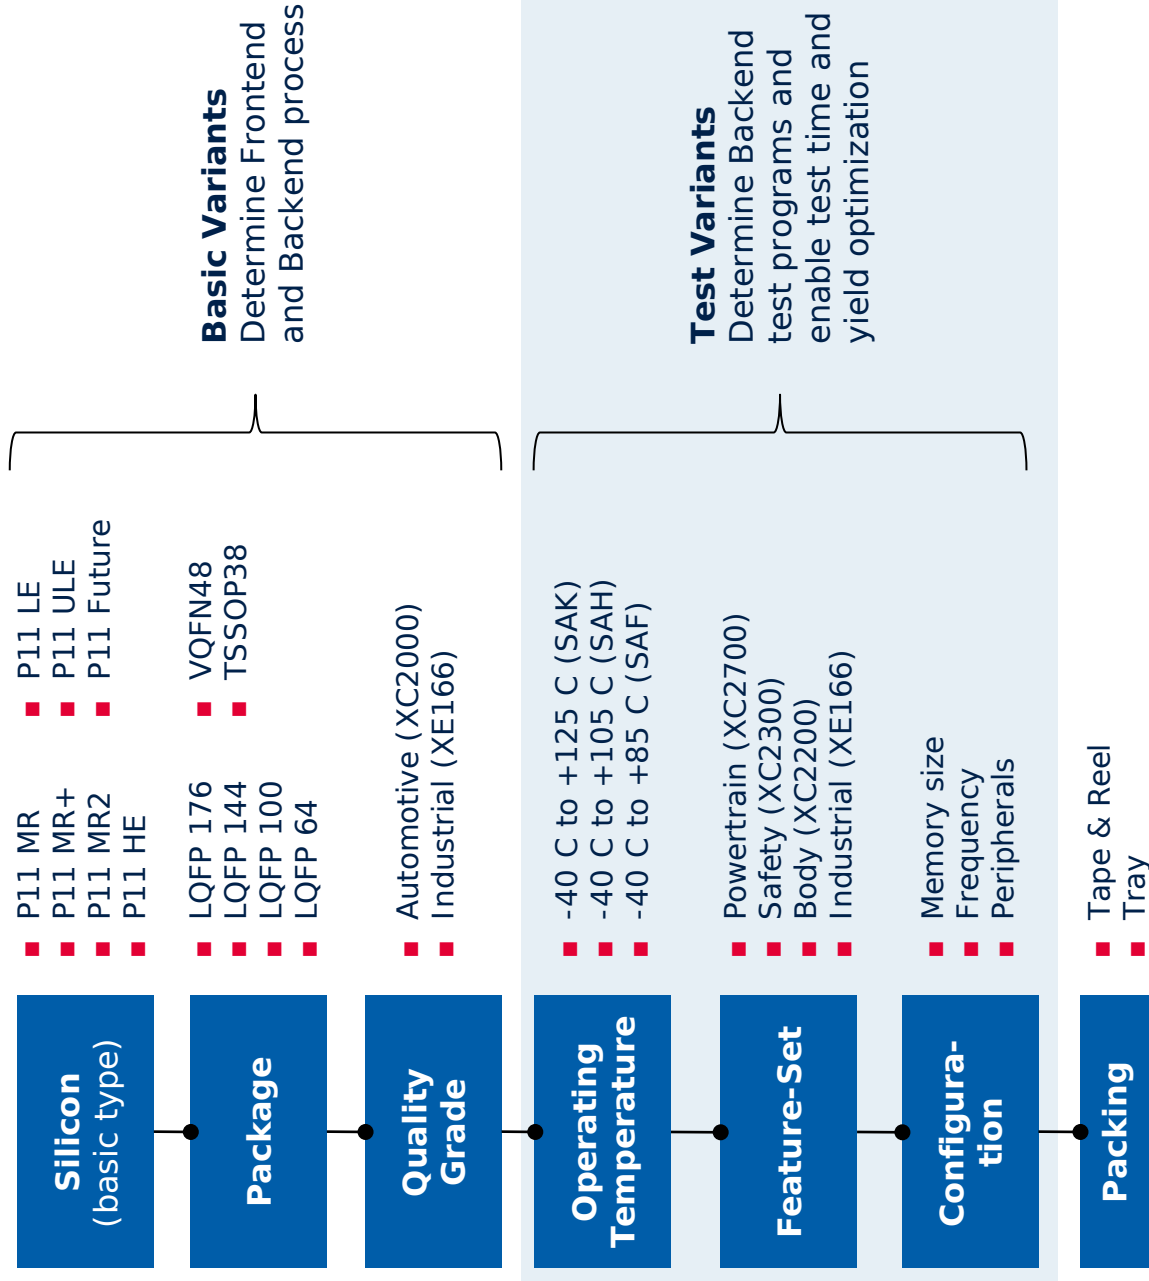 Silicon
(basic type)
P11 MR
P11 MR+
P11 MR2
P11 HE
P11 LE
P11 ULE
P11 Future
Package
LQFP 176
LQFP 144
LQFP 100
LQFP 64
VQFN48
TSSOP38
Quality
Grade
Automotive (XC2000)
Industrial (XE166)
Basic Variants
Determine Frontend
and Backend process
Operating
Temperature
-40 C to +125 C (SAK)
-40 C to +105 C (SAH)
-40 C to +85 C (SAF)
Feature-Set
Powertrain (XC2700)
Safety (XC2300)
Body (XC2200)
Industrial (XE166)
Configura-
tion
Memory size
Frequency
Peripherals
Test Variants
Determine Backend
test programs and
enable test time and
yield optimization
Packing
Tape & Reel
Tray